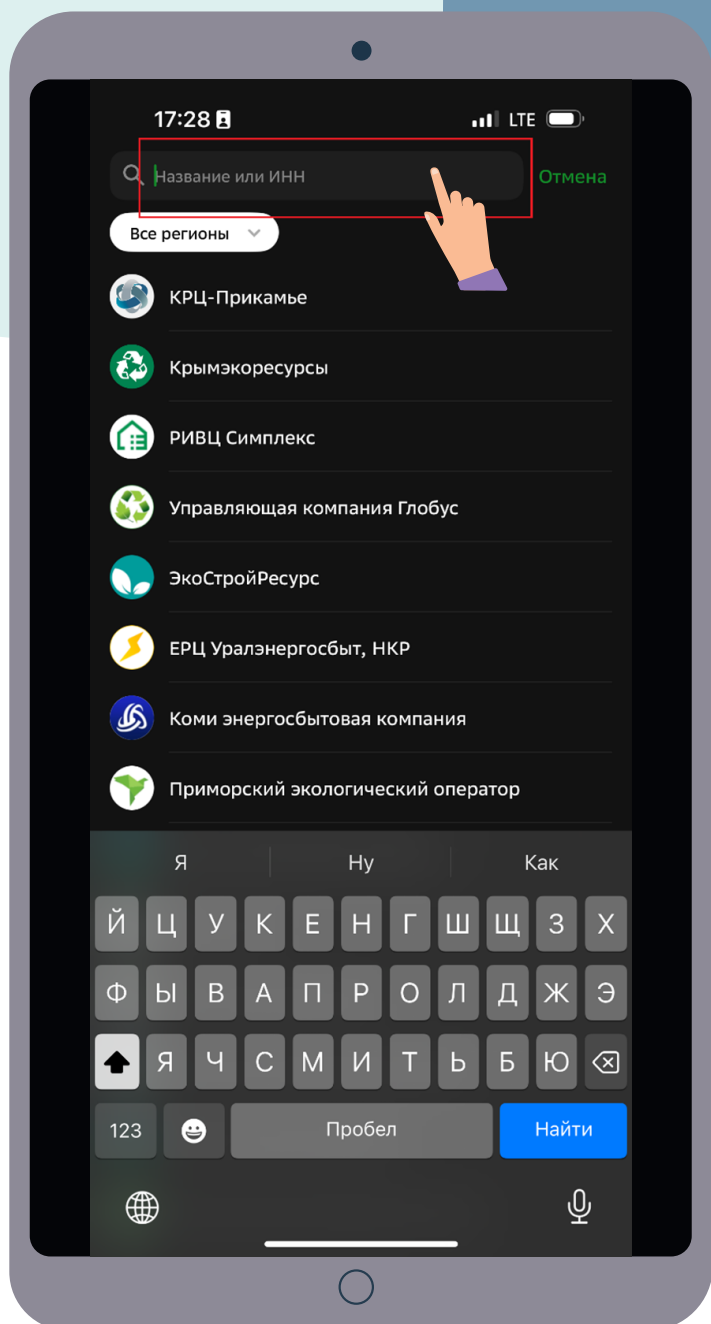 17:28 LTE
Название или ИНН Отмена
Все регионы
КРЦ-Прикамье
Крымэкоресурсы
РИВЦ Симплекс
Управляющая компания Глобус
ЭкоСтройРесурс
ЕРЦ Уралэнергосбыт, НКР
Коми энергосбытовая компания
Приморский экологический оператор
Я Ну Как
Й Ц У К Е Н Г Ш Щ З Х
Ф Ы В А П Р О Л Д Ж Э
Я Ч С М И Т Ь Б Ю
123 Пробел Найти